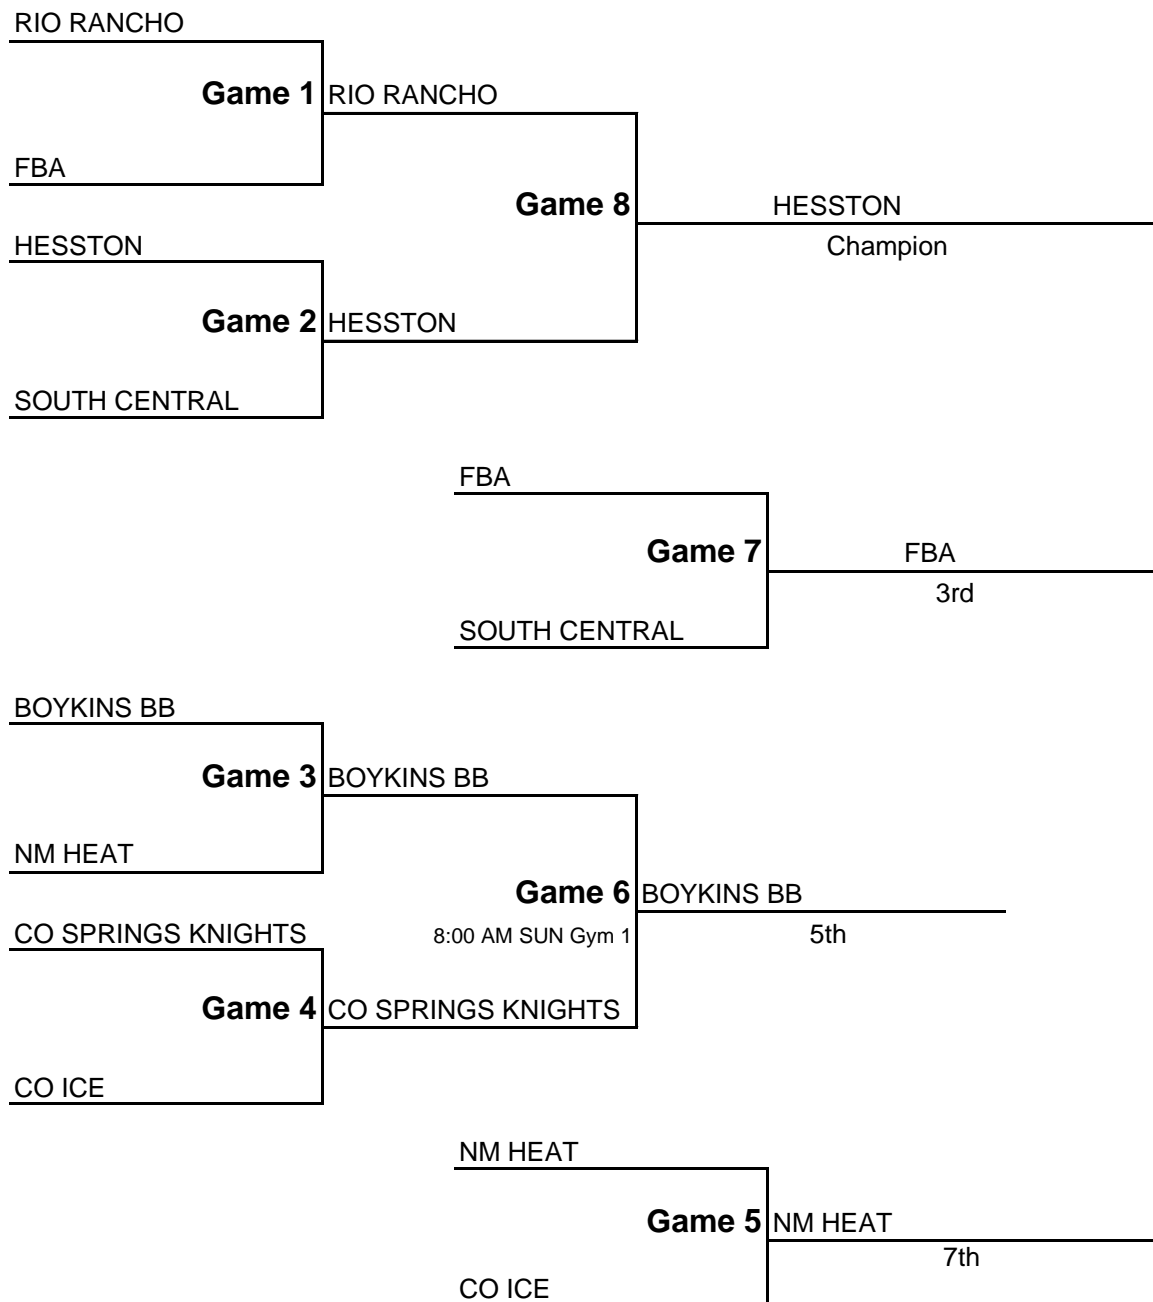 RIO RANCHO
Game 1 RIO RANCHO
FBA
Game 8 HESSTON
HESSTON
Champion
Game 2 HESSTON
SOUTH CENTRAL
FBA
Game 7 FBA
3rd
SOUTH CENTRAL
BOYKINS BB
Game 3 BOYKINS BB
NM HEAT
Game 6 BOYKINS BB
CO SPRINGS KNIGHTS 8:00 AM SUN Gym 1 5th
Game 4 CO SPRINGS KNIGHTS
CO ICE
NM HEAT
Game 5 NM HEAT
7th
CO ICE